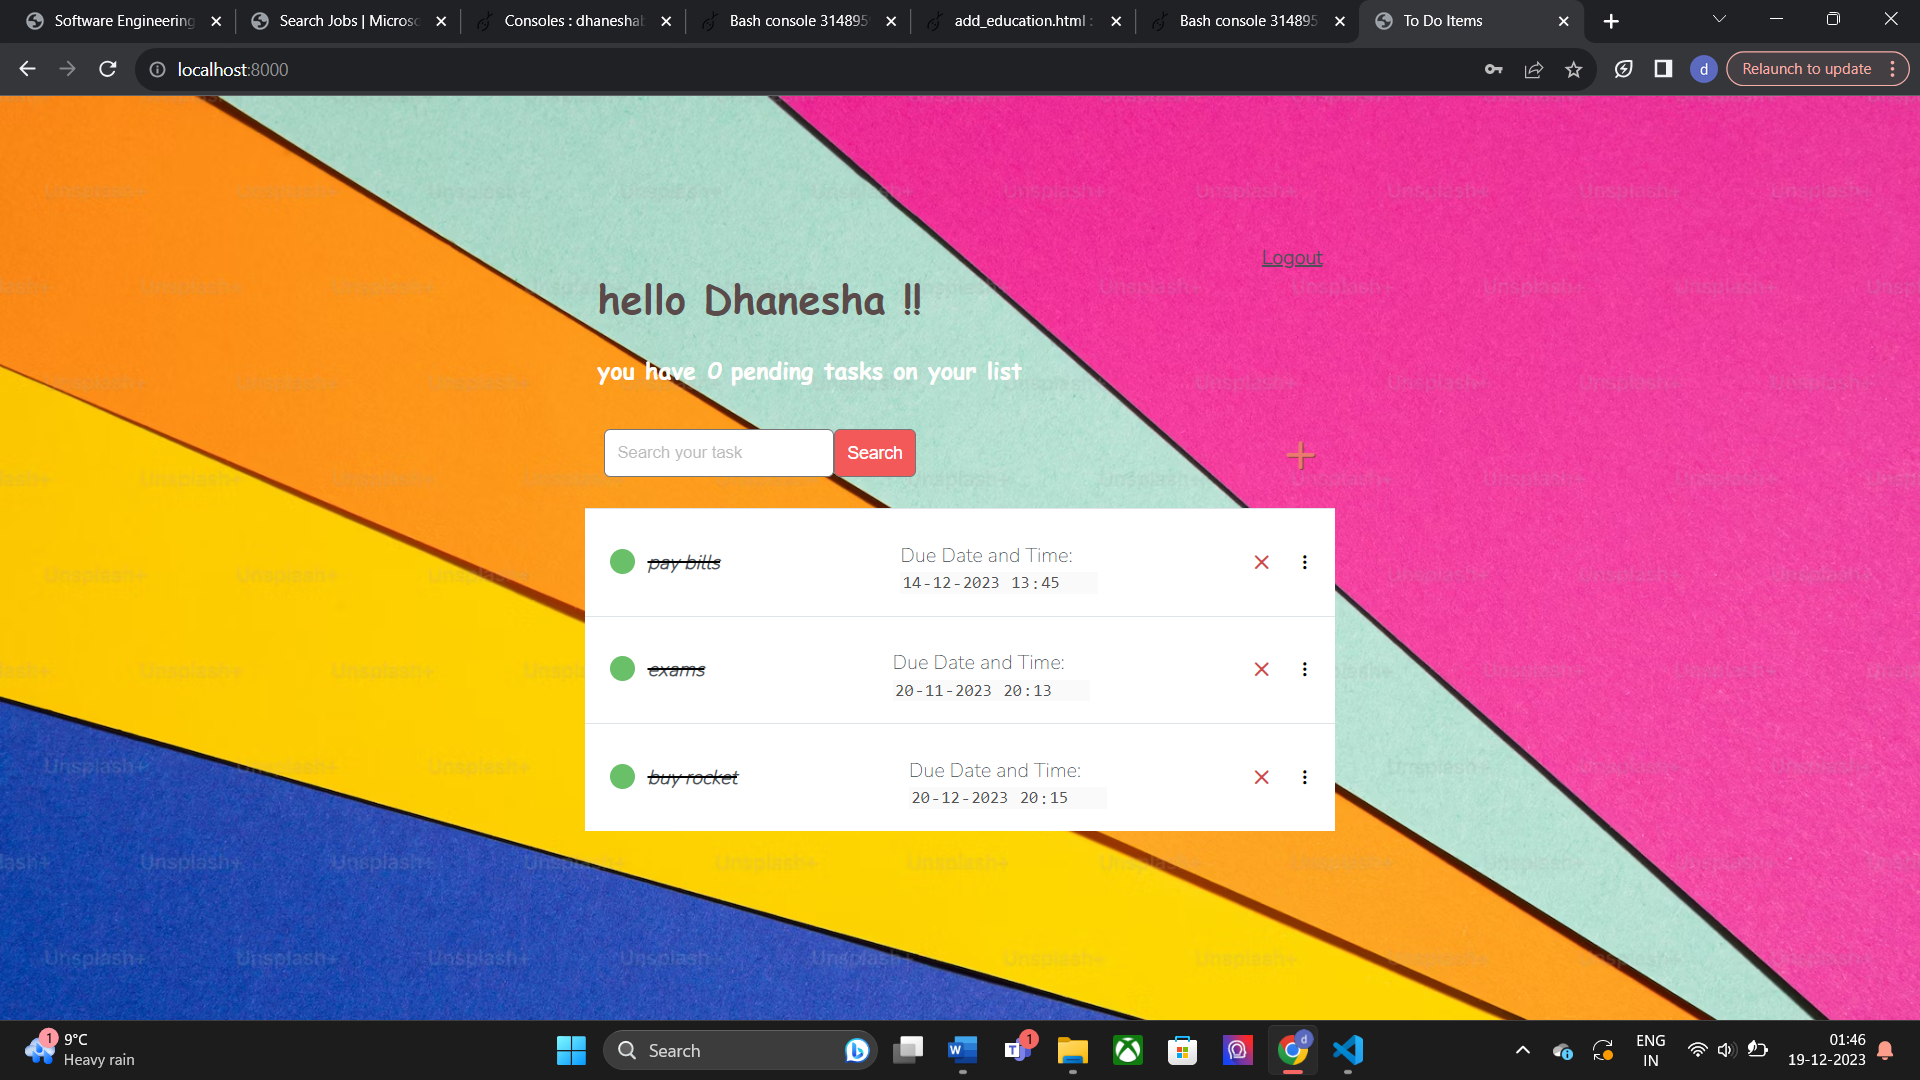 Software Engineering
Search Jobs | Microso
Consoles : dhanesha
Bash console 314895
add_education.html :
Bash console 314895
To Do Items
localhost:8000
d
Relaunch to update
Logout
hello Dhanesha !!
you have 0 pending tasks on your list
Search your task
Search
pay bills
Due Date and Time:
14-12-2023 13:45
exams
Due Date and Time:
20-11-2023 20:13
buy rocket
Due Date and Time:
20-12-2023 20:15
Unsplash+
1
9°C
Heavy rain
Search
1
d
ENG
IN
01:46
19-12-2023